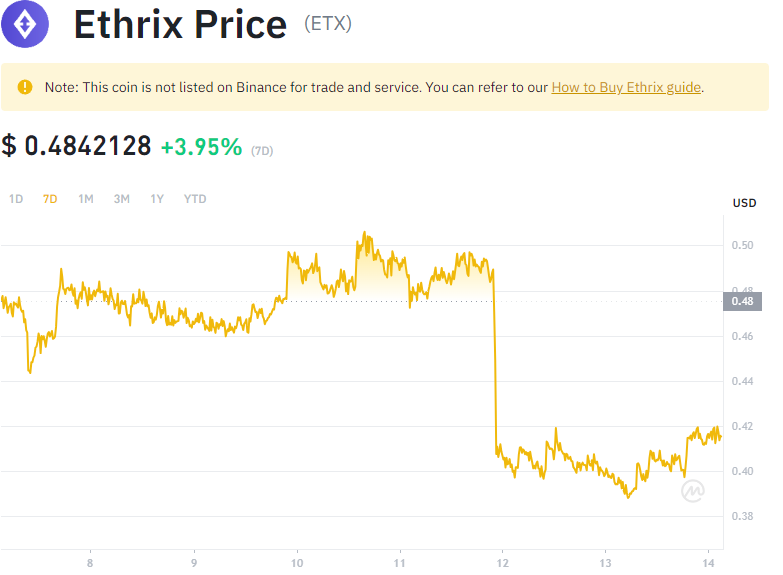 Ethrix Price (ETX)
Note: This coin is not listed on Binance for trade and service. You can refer to our How to Buy Ethrix guide.
$ 0.4842128 +3.95% (7D)
1D 7D 1M 3M 1Y YTD
USD
0.50
0.48
0.48
0.46
0.44
0.42
0.40
0.38
8 9 10 11 12 13 14